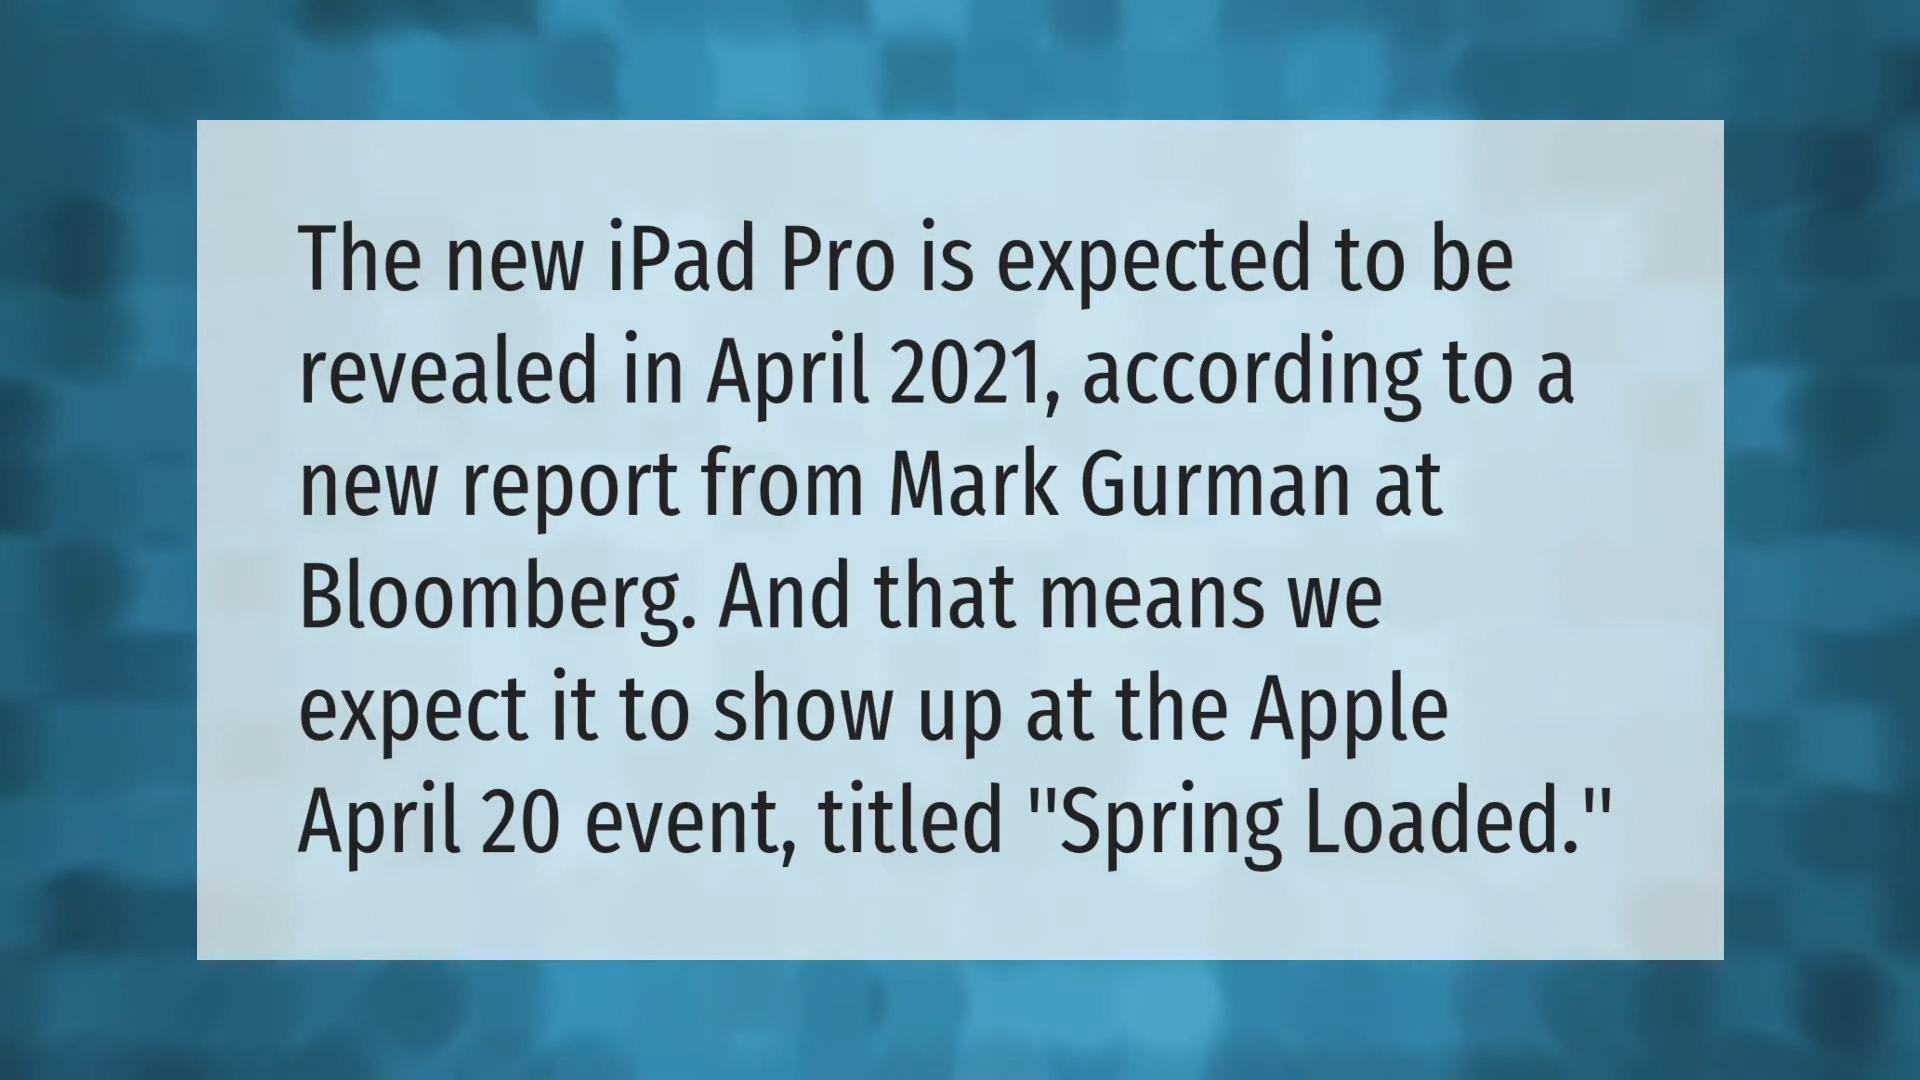 The new iPad Pro is expected to be
revealed in April 2021, according to a
new report from Mark Gurman at
Bloomberg. And that means we
expect it to show up at the Apple
April 20 event, titled "Spring Loaded."